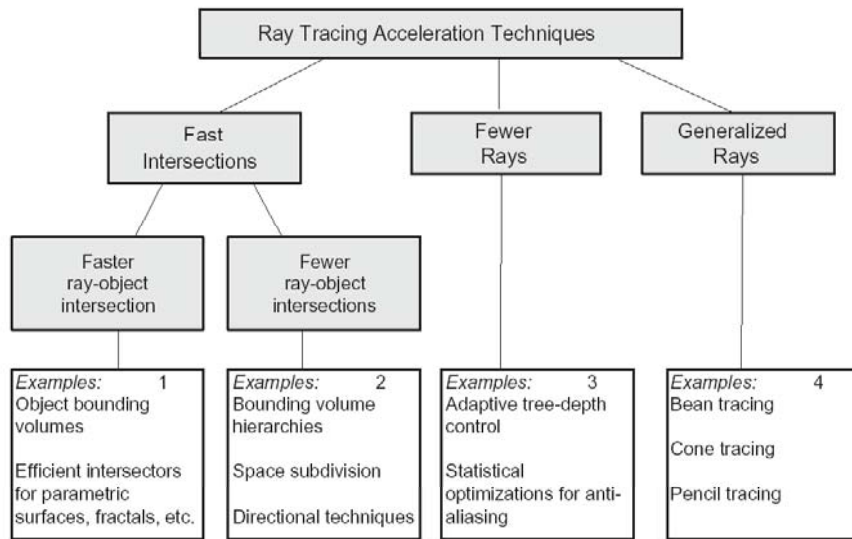 Ray Tracing Acceleration Techniques
Fast
Intersections
Fewer
Rays
Generalized
Rays
Faster
ray-object
intersection
Fewer
ray-object
intersections
Examples: 1
Object bounding
volumes
Efficient intersectors
for parametric
surfaces, fractals, etc.
Examples: 2
Bounding volume
hierarchies
Space subdivision
Directional techniques
Examples: 3
Adaptive tree-depth
control
Statistical
optimizations for anti-
aliasing
Examples: 4
Bean tracing
Cone tracing
Pencil tracing